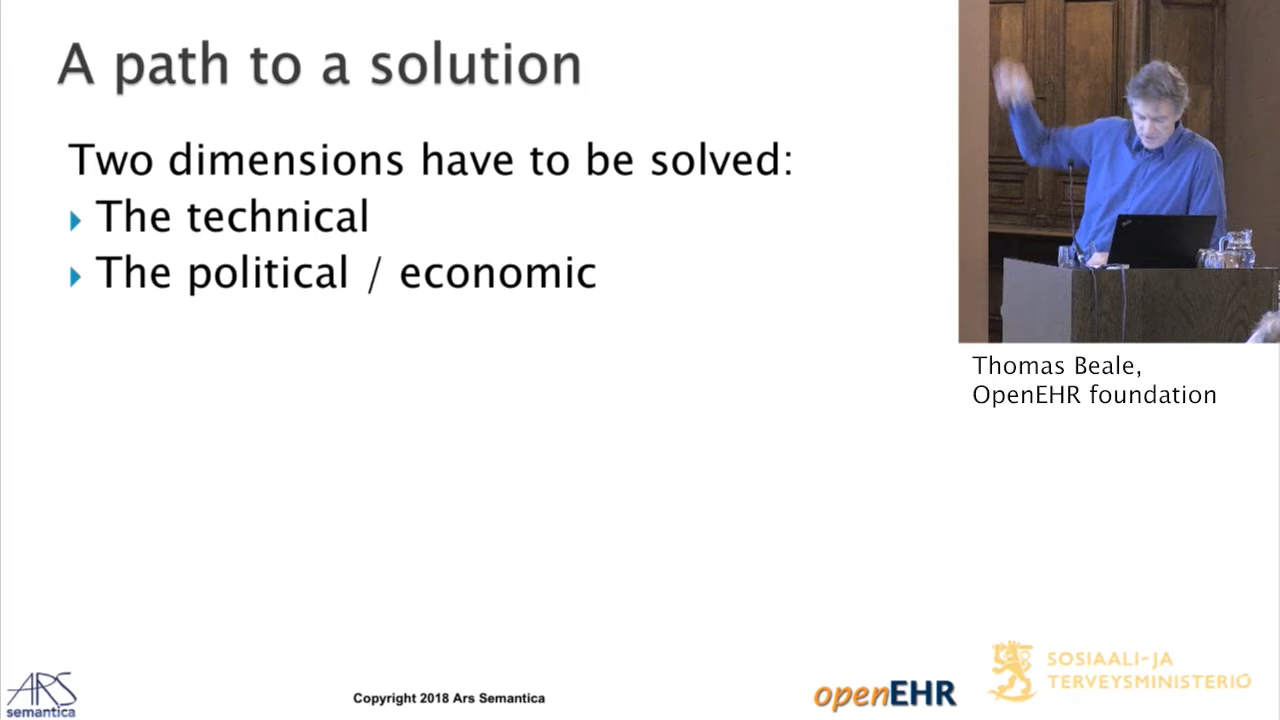 A path to a solution
Two dimensions have to be solved:
The technical
The political / economic
Thomas Beale,
OpenEHR foundation
ARS
semantica
Copyright 2018 Ars Semantica
openEHR
SOSIAALI-JA
TERVEYSMINISTERIÖ